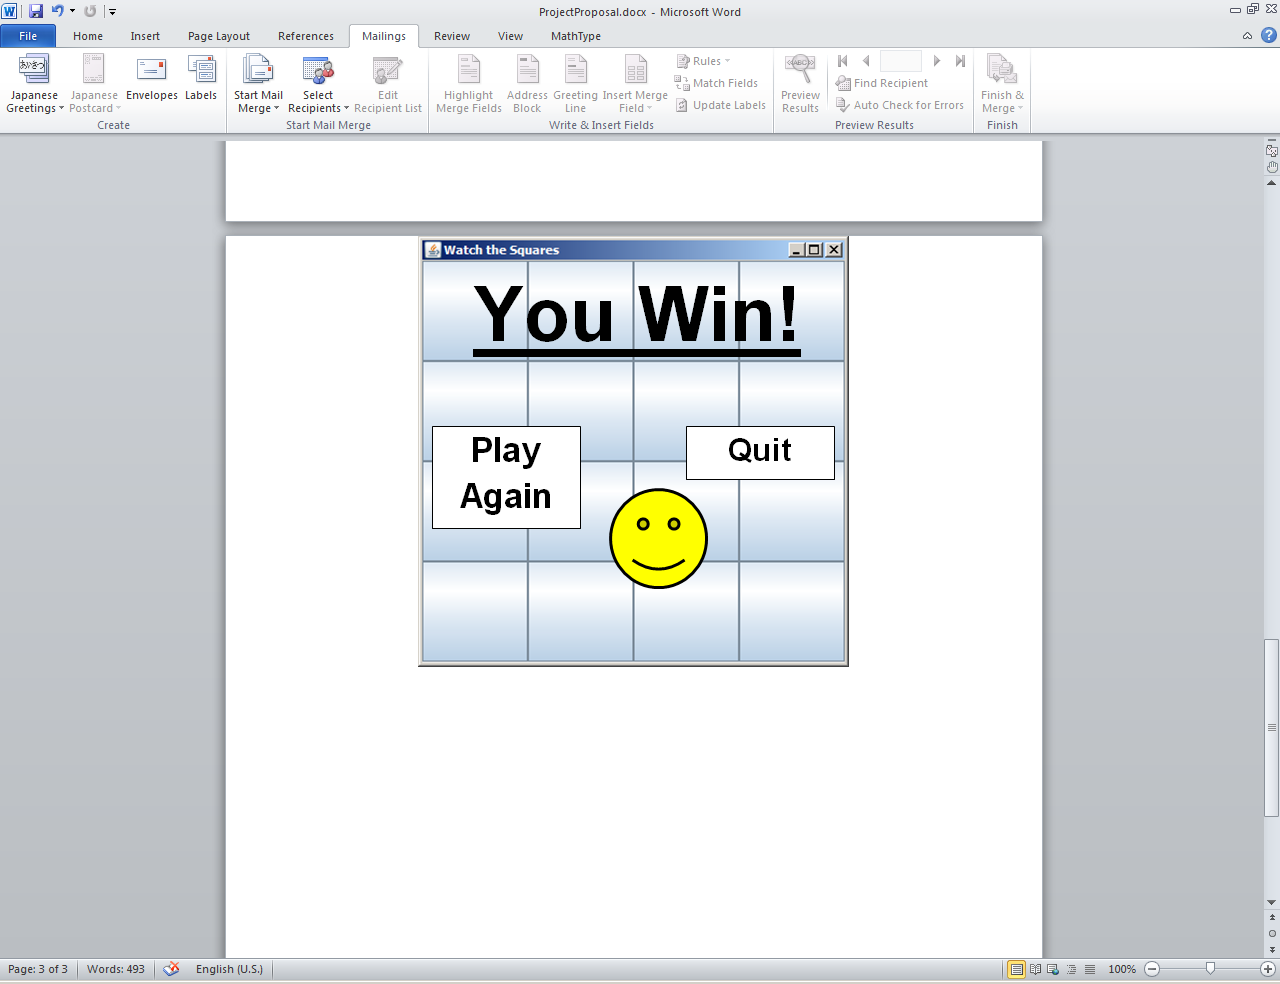 ProjectProposal.docx - Microsoft Word
File Home Insert Page Layout References Mailings Review View MathType
Japanese Greetings
Japanese Postcard
Envelopes
Labels
Create
Start Mail Merge
Select Recipients
Edit Recipient List
Start Mail Merge
Highlight Merge Fields
Address Block
Greeting Line
Insert Merge Field
Rules
Match Fields
Update Labels
Write & Insert Fields
Preview Results
Find Recipient
Auto Check for Errors
Preview Results
Finish & Merge
Finish
Watch the Squares
You Win!
Play
Again
Quit
Page: 3 of 3 Words: 493 English (U.S.) 100%